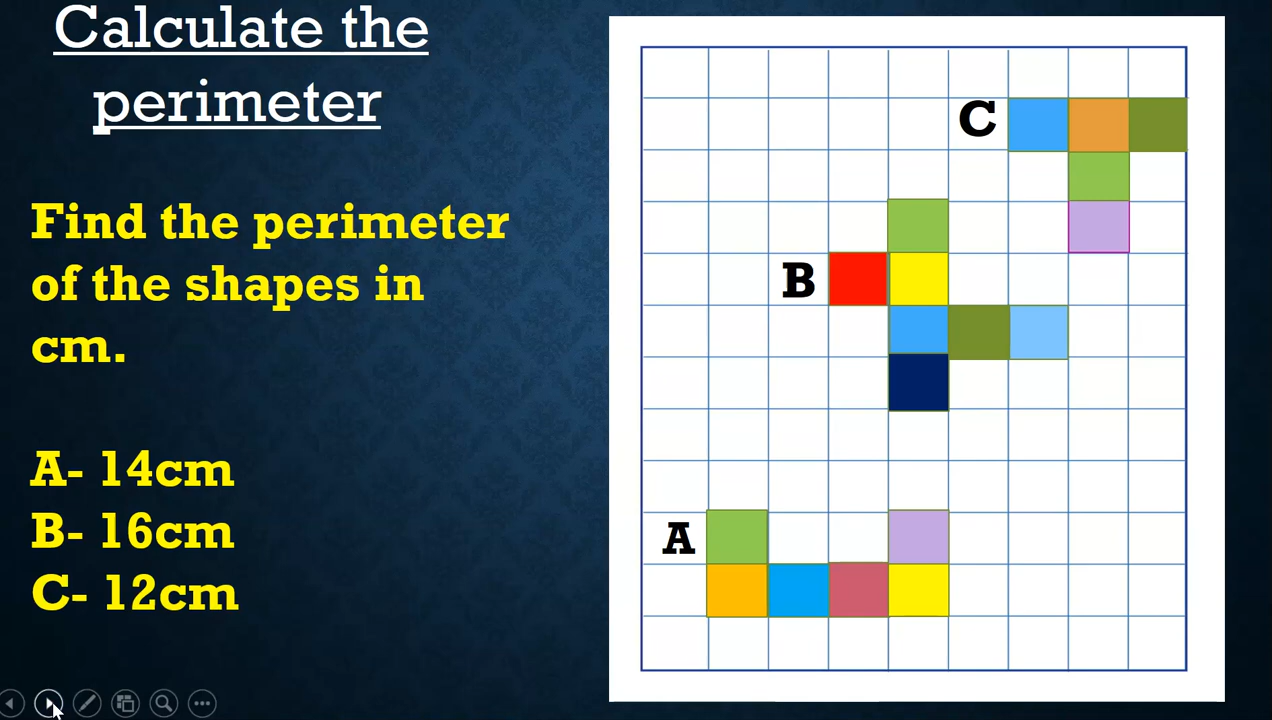 Calculate the
perimeter
Find the perimeter
of the shapes in
cm.
A- 14cm
B- 16cm
C- 12cm
C
B
A